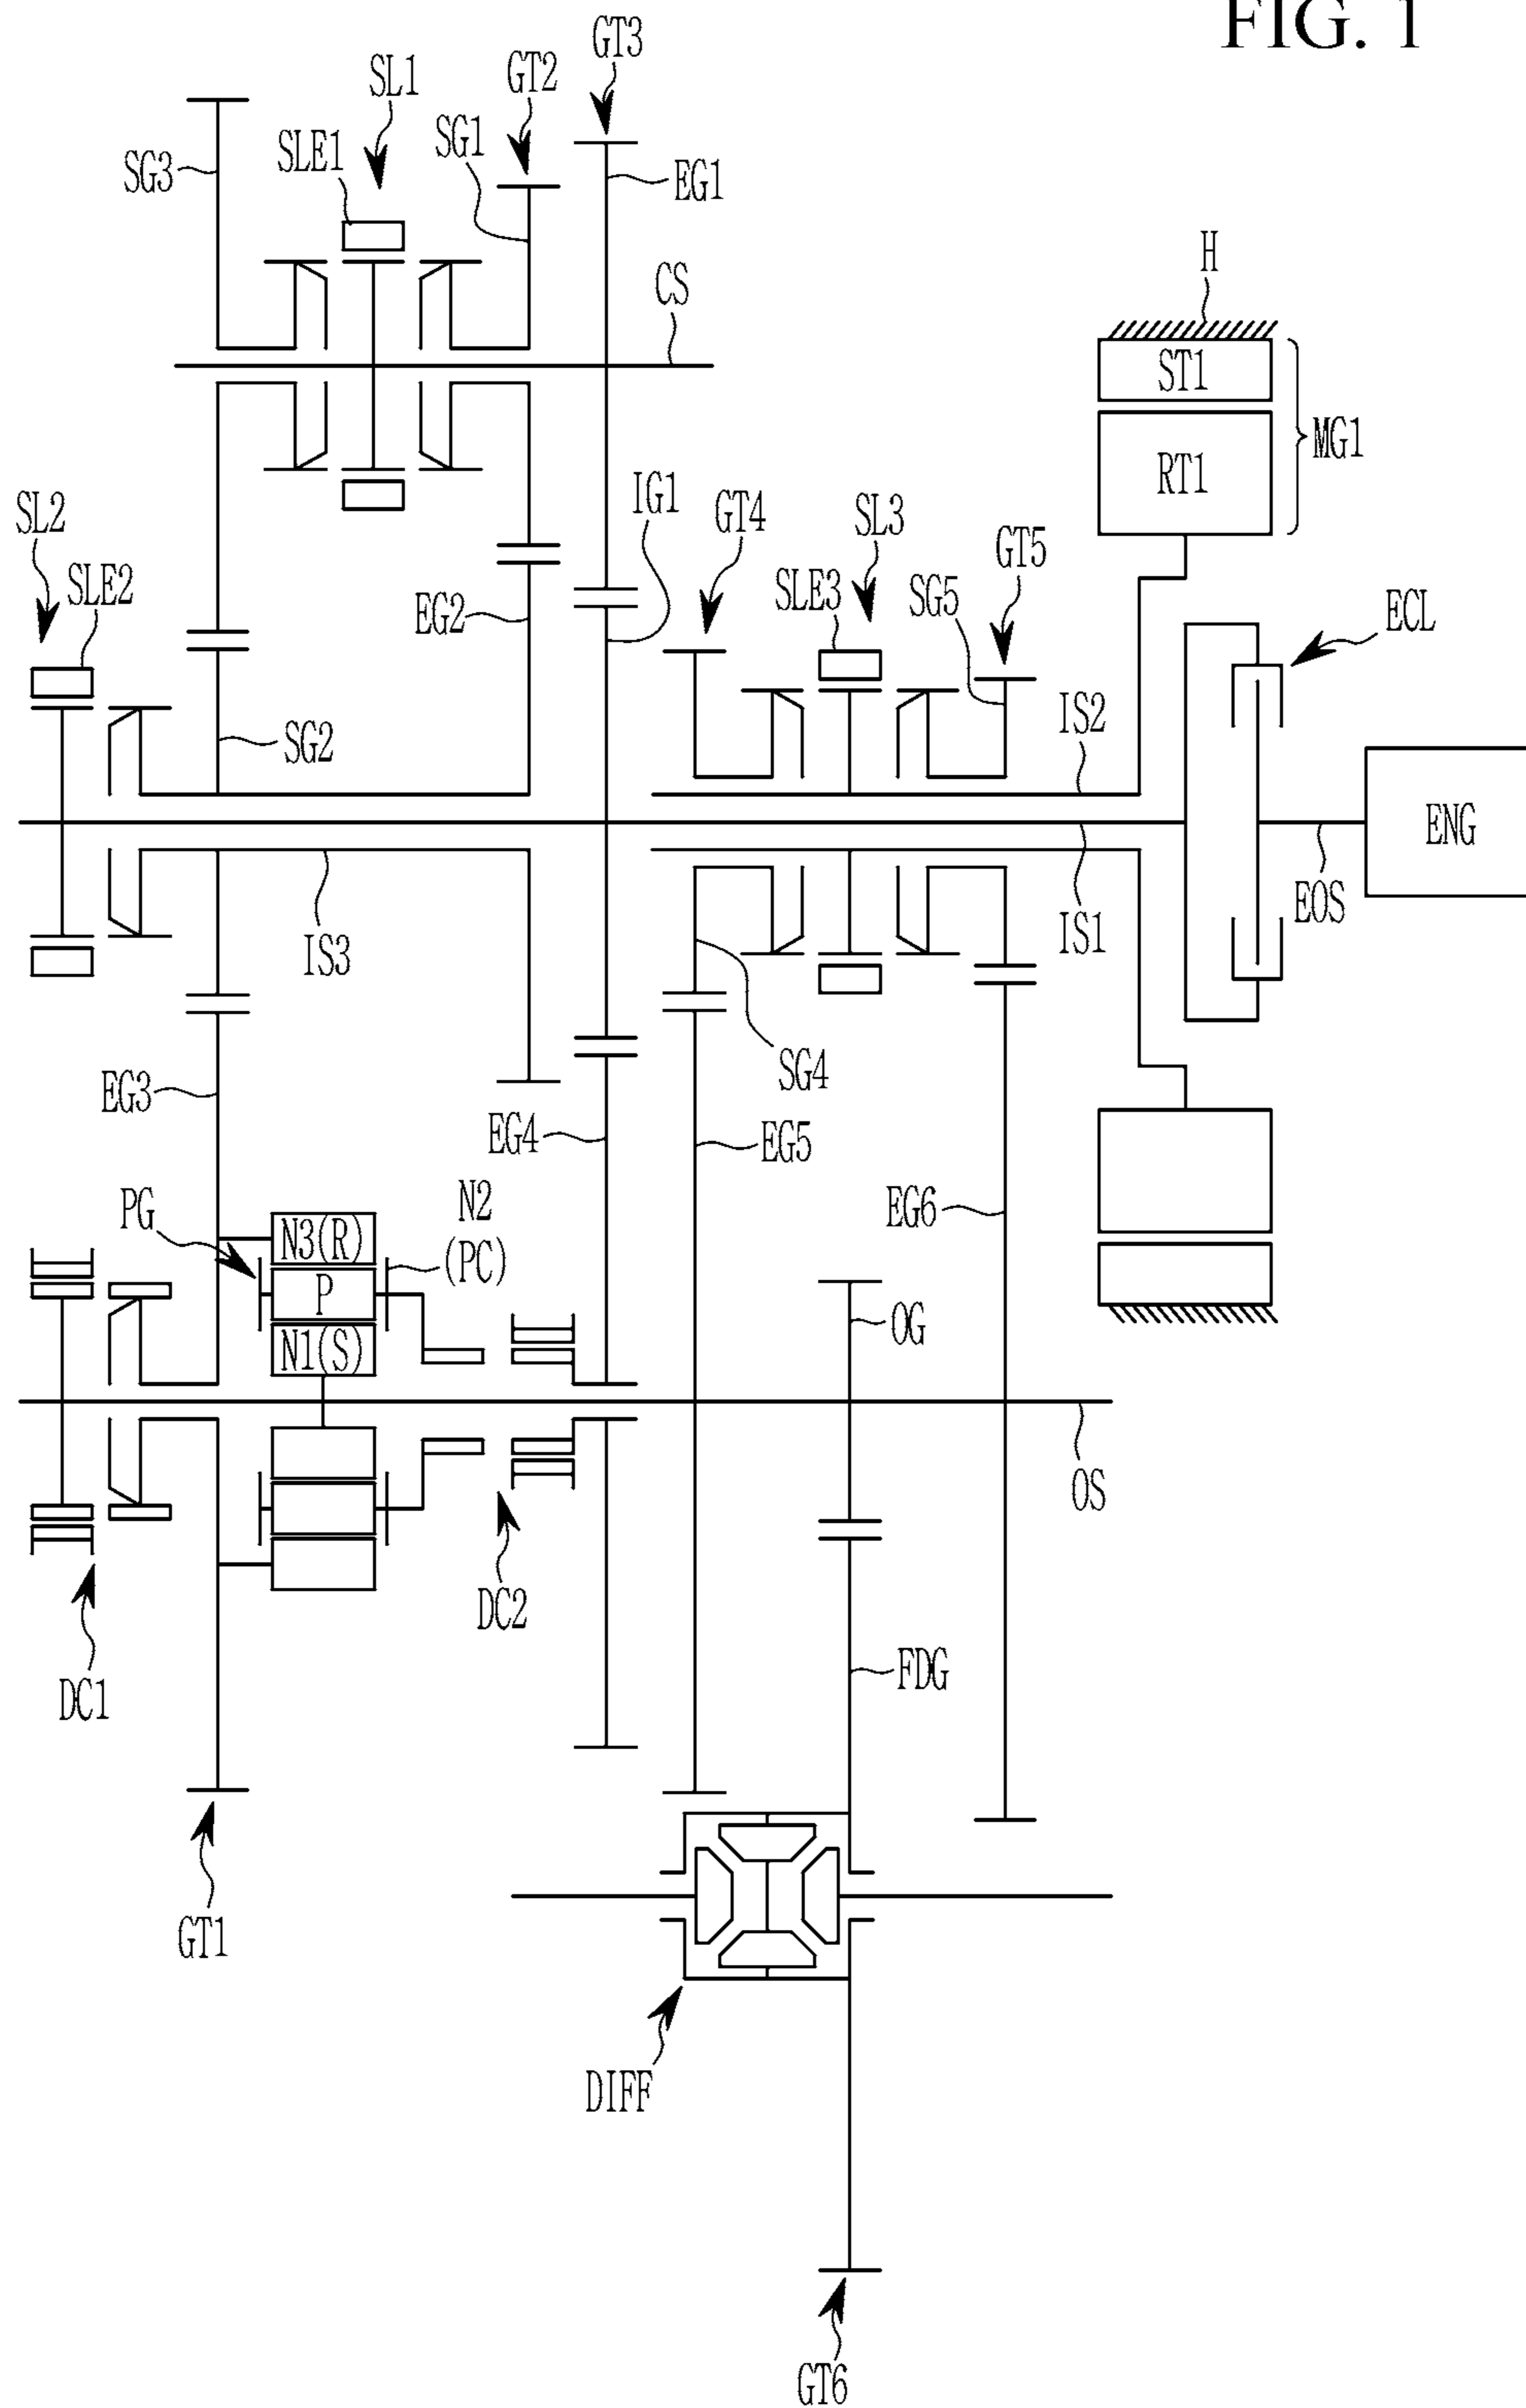 FIG. 1
GT3
SL1
GT2
SG1
SLE1
SG3
EG1
H
CS
ST1
MG1
RT1
IG1
SL2
GT4
SL3
GT5
SLE2
SLE3
SG5
EG2
ECL
IS2
SG2
ENG
EOS
IS1
IS3
SG4
EG3
EG4
EG5
N2
(PC)
PG
EG6
N3(R)
P
OG
N1(S)
OS
DC2
FDG
DC1
GT1
DIFF
GT6